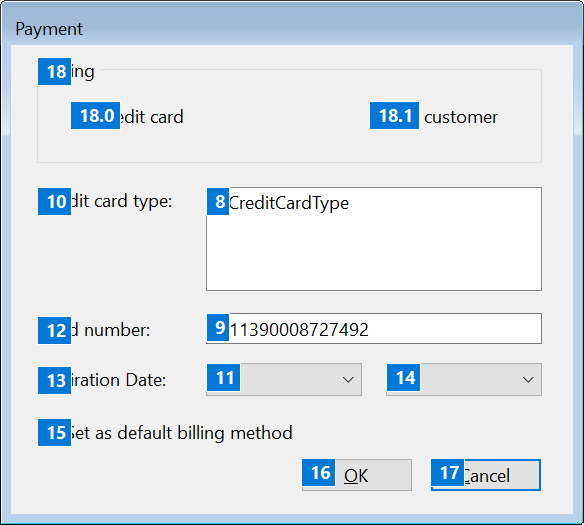 Payment
18 ing
18.0 edit card 18.1 customer
10 dit card type: 8 CreditCardType
12 d number: 9 11390008727492
13 iration Date: 11 14
15 Set as default billing method
16 OK 17 Cancel